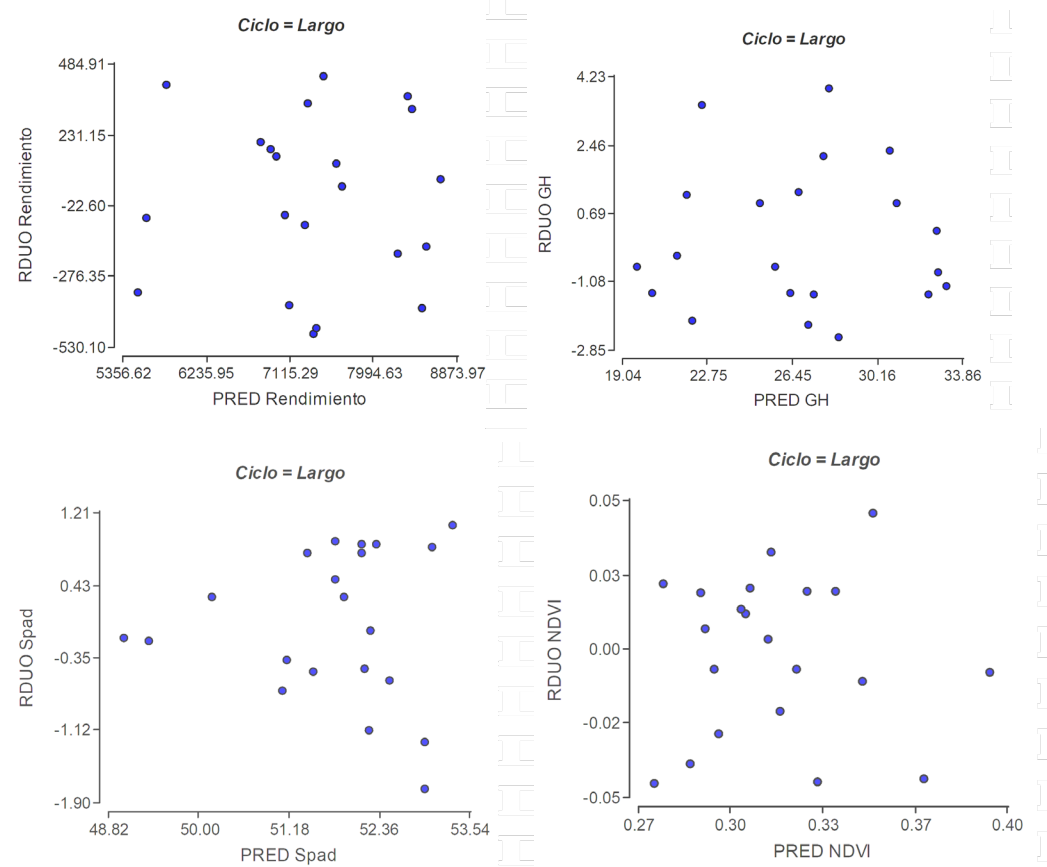 Ciclo = Largo
484.91
231.15
-22.60
-276.35
-530.10
RDUO Rendimiento
5356.62 6235.95 7115.29 7994.63 8873.97
PRED Rendimiento
Ciclo = Largo
4.23
2.46
0.69
-1.08
-2.85
RDUO GH
19.04 22.75 26.45 30.16 33.86
PRED GH
Ciclo = Largo
1.21
0.43
-0.35
-1.12
-1.90
RDUO Spad
48.82 50.00 51.18 52.36 53.54
PRED Spad
Ciclo = Largo
0.05
0.03
0.00
-0.02
-0.05
RDUO NDVI
0.27 0.30 0.33 0.37 0.40
PRED NDVI